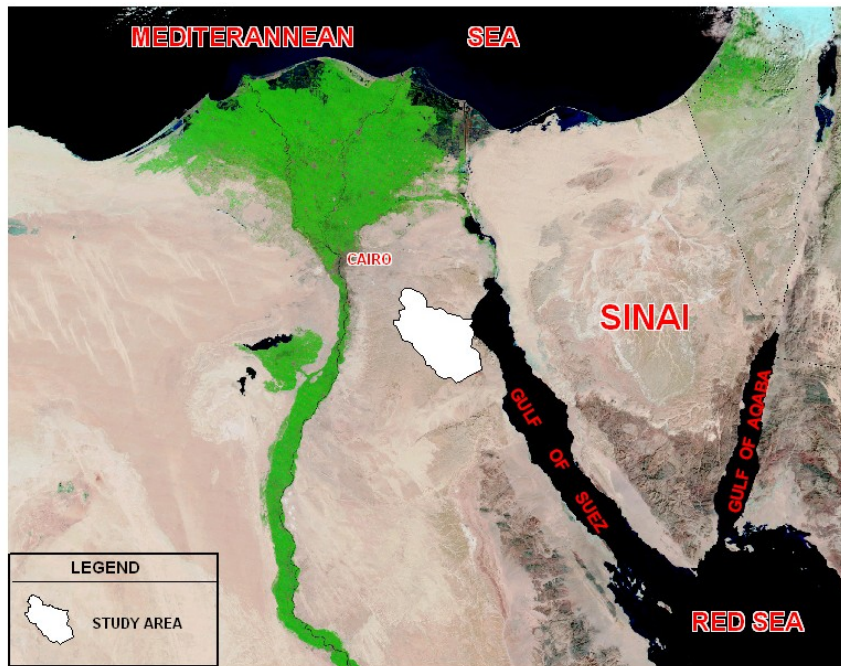 MEDITERANNEAN SEA
CAIRO
SINAI
GULF OF SUEZ
GULF OF AQABA
RED SEA
LEGEND
STUDY AREA